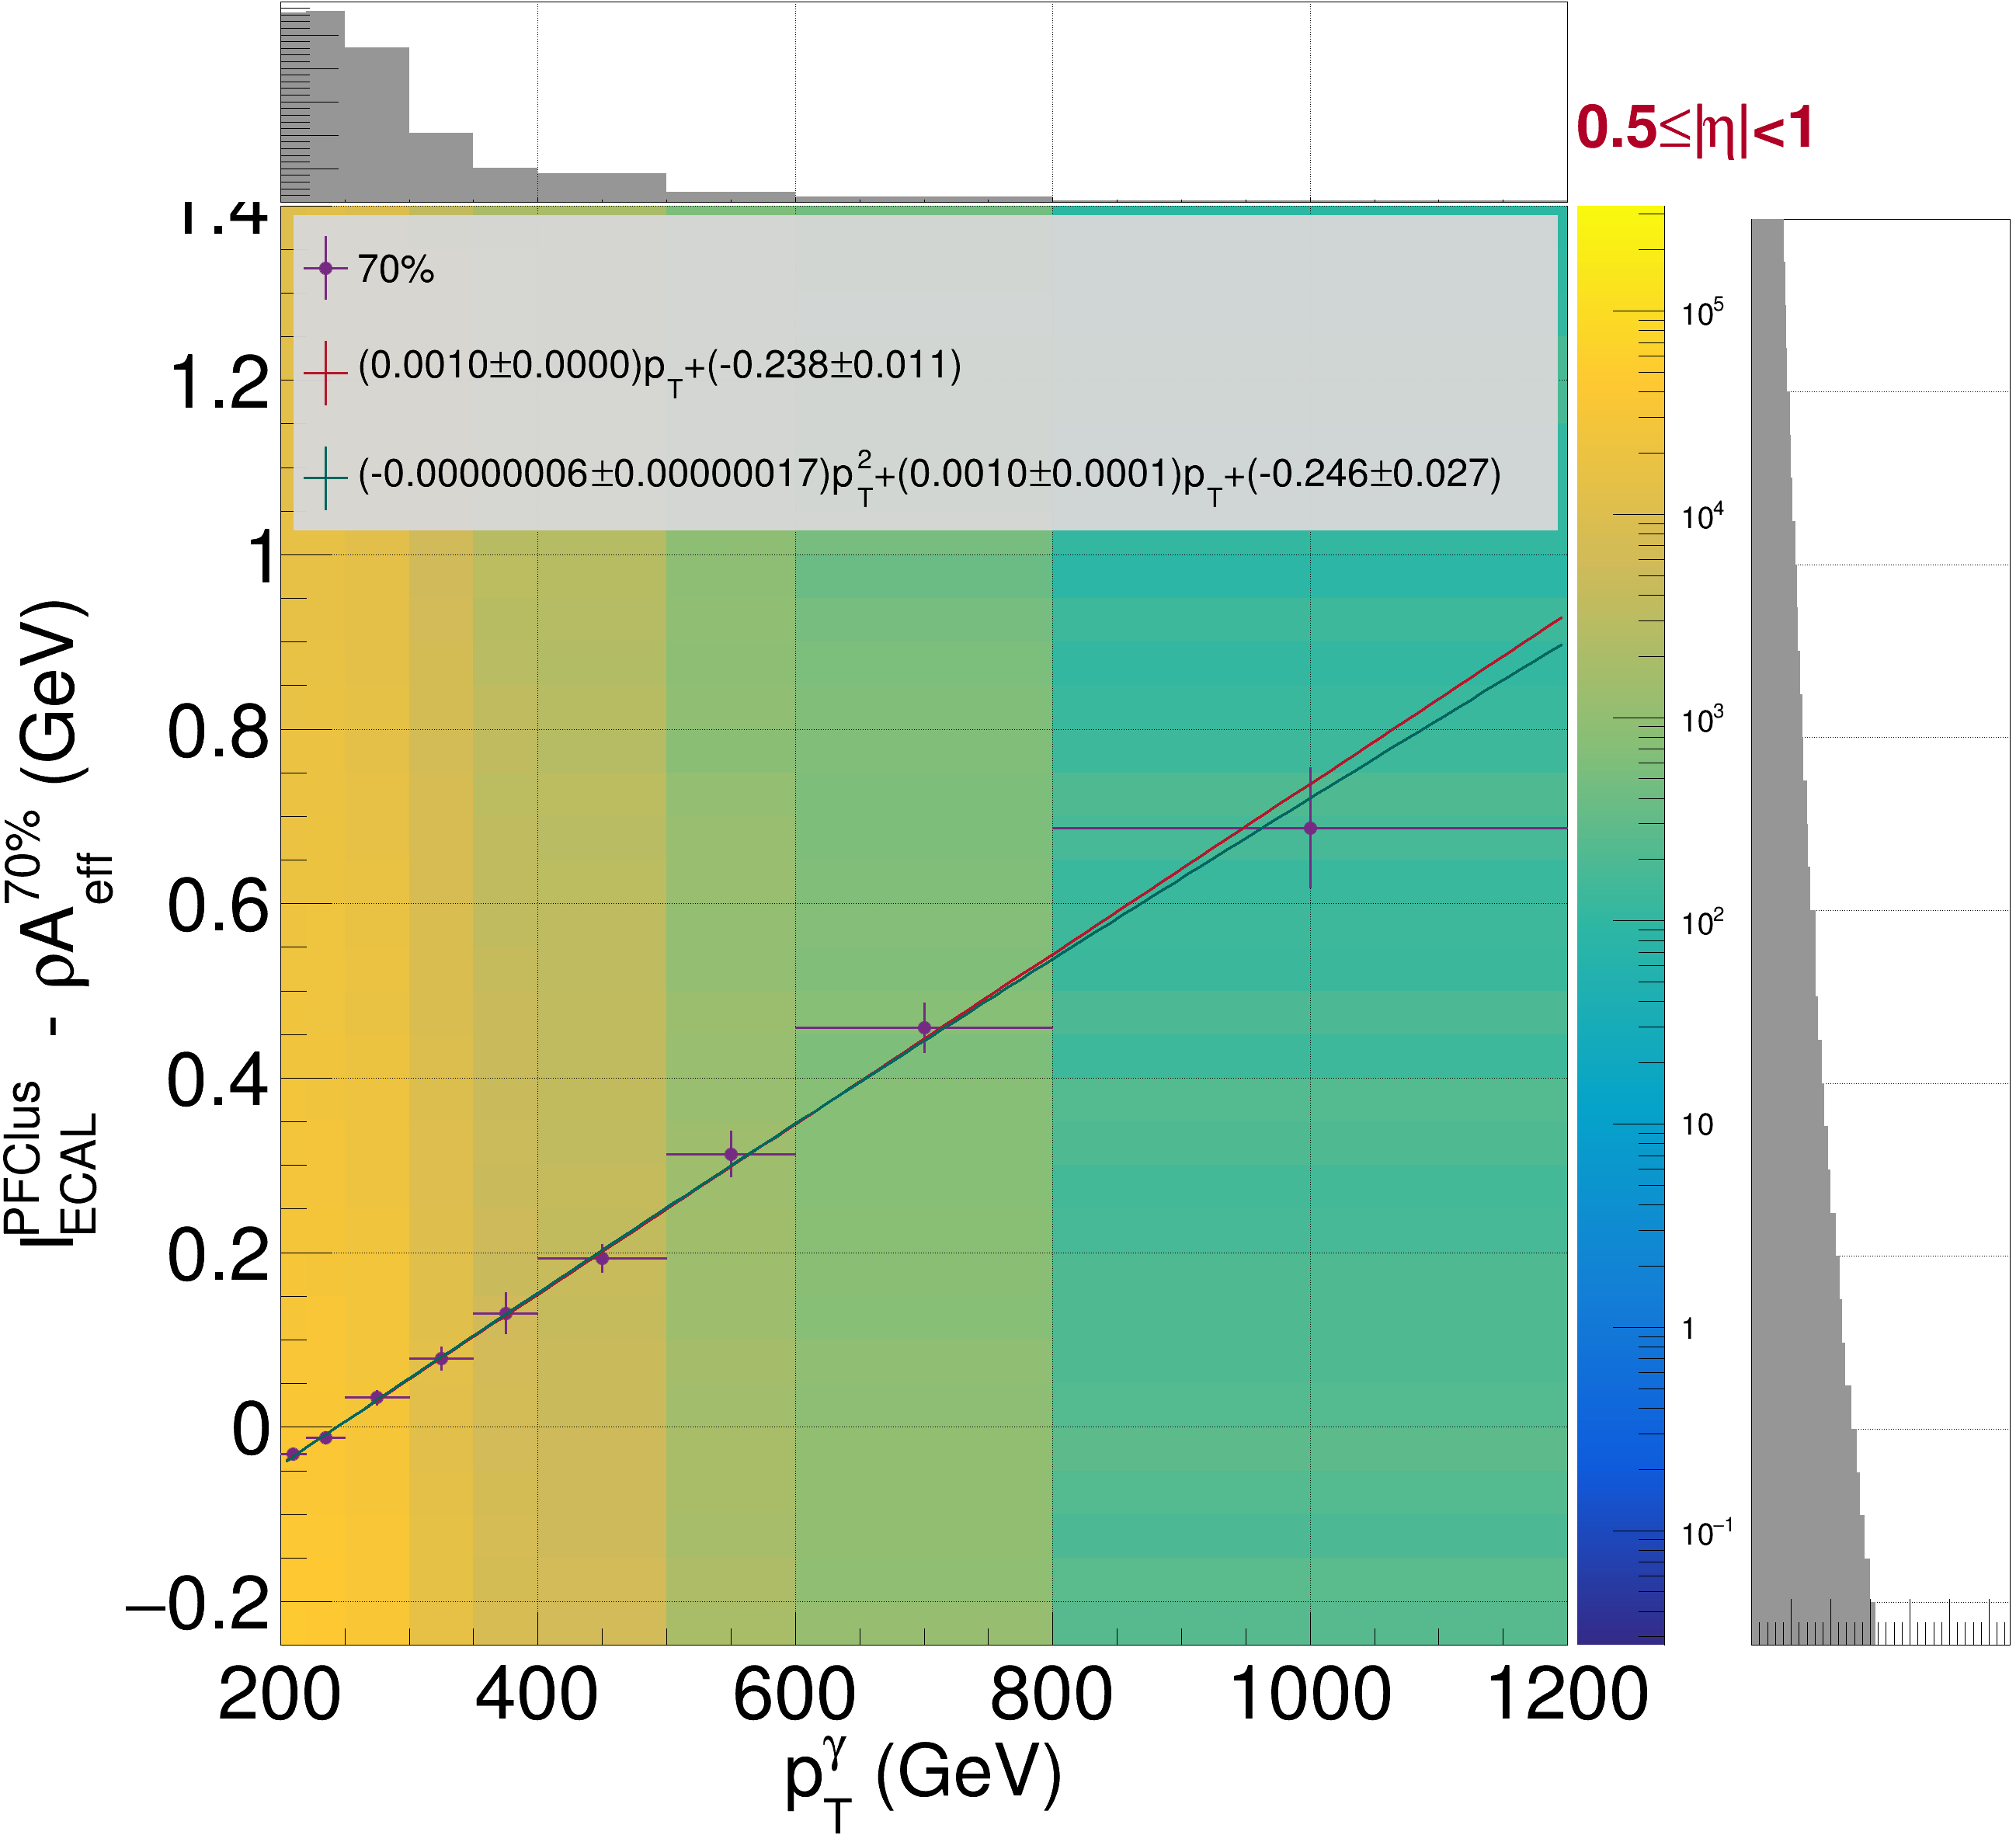 0.5≤|η|<1
70%
(0.0010±0.0000)p_T+(-0.238±0.011)
(-0.00000006±0.00000017)p_T^2+(0.0010±0.0001)p_T+(-0.246±0.027)
1.4
1.2
1
0.8
0.6
0.4
0.2
0
−0.2
I_ECAL^PFClus - ρA_eff^70% (GeV)
200 400 600 800 1000 1200
p_T^γ (GeV)
10^5
10^4
10^3
10^2
10
1
10^−1